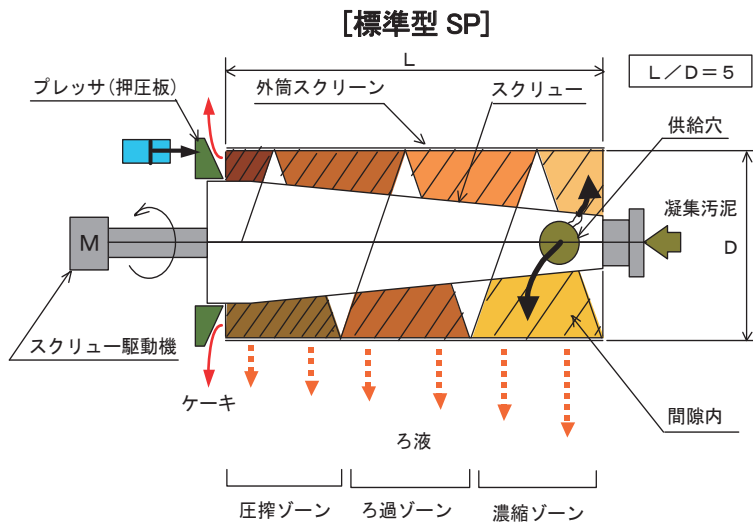 [標準型 SP]
L
L/D=5
プレッサ(押圧板)
外筒スクリーン
スクリュー
供給穴
凝集汚泥
M
D
スクリュー駆動機
ケーキ
間隙内
ろ液
圧搾ゾーン
ろ過ゾーン
濃縮ゾーン